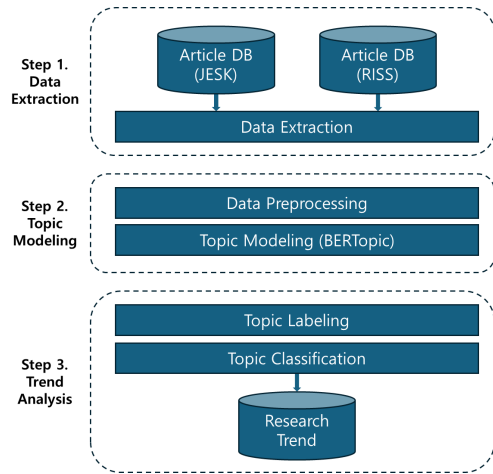 Step 1.
Data
Extraction
Article DB
(JESK)
Article DB
(RISS)
Data Extraction
Step 2.
Topic
Modeling
Data Preprocessing
Topic Modeling (BERTopic)
Step 3.
Trend
Analysis
Topic Labeling
Topic Classification
Research
Trend